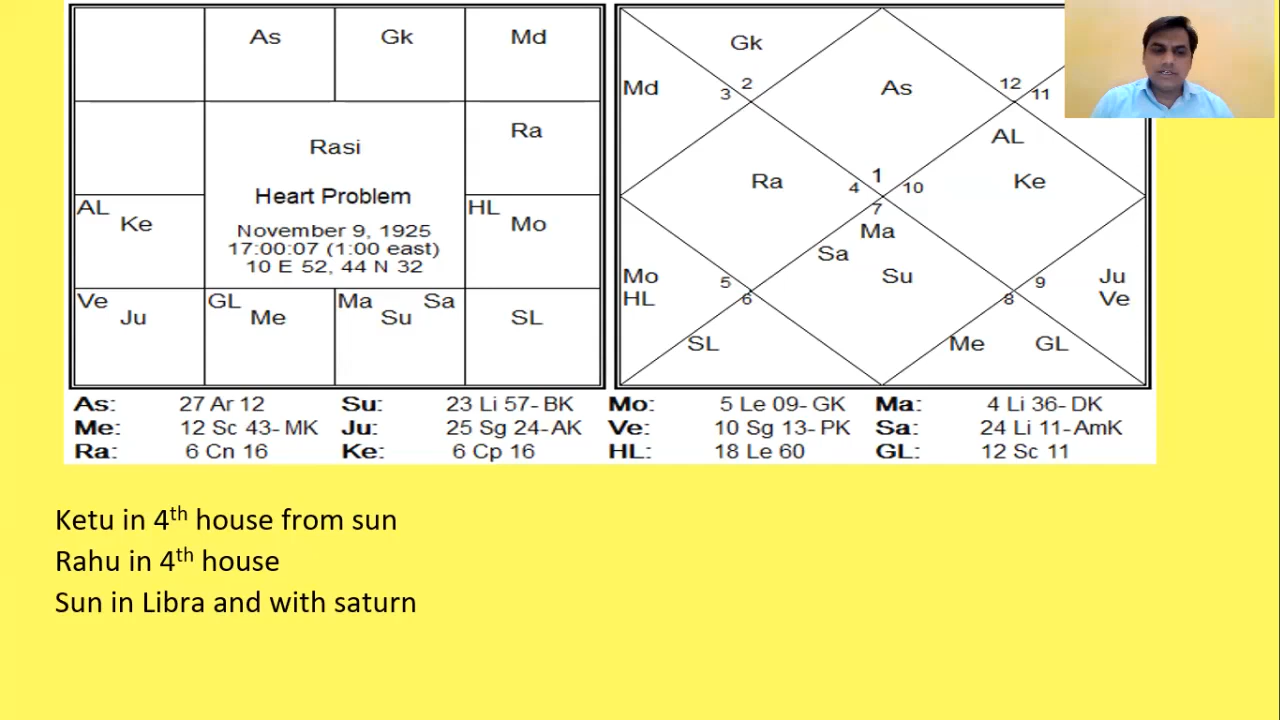 As Gk Md
Ra
Rasi
Heart Problem
November 9, 1925
17:00:07 (1:00 east)
10 E 52, 44 N 32
AL
Ke
HL
Mo
Ve
Ju
GL
Me
Ma Sa
Su
SL
Gk
Md
3 2
As
12 11
AL
Ra
4 1 10
Ke
7
Ma
Sa
Su
Mo
HL
5
6
9
8
Ju
Ve
SL
Me GL
As: 27 Ar 12 Su: 23 Li 57- BK Mo: 5 Le 09- GK Ma: 4 Li 36- DK
Me: 12 Sc 43- MK Ju: 25 Sg 24- AK Ve: 10 Sg 13- PK Sa: 24 Li 11- AmK
Ra: 6 Cn 16 Ke: 6 Cp 16 HL: 18 Le 60 GL: 12 Sc 11
Ketu in 4th house from sun
Rahu in 4th house
Sun in Libra and with saturn